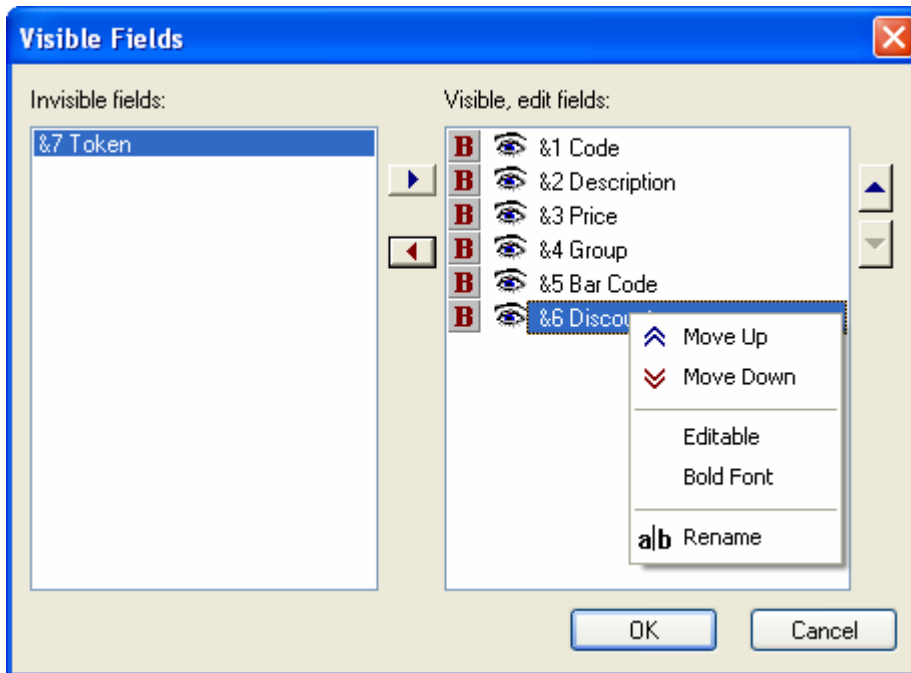 Visible Fields
Invisible fields:
Visible, edit fields:
&7 Token
B &1 Code
B &2 Description
B &3 Price
B &4 Group
B &5 Bar Code
B &6
Move Up
Move Down
Editable
Bold Font
a|b Rename
OK
Cancel